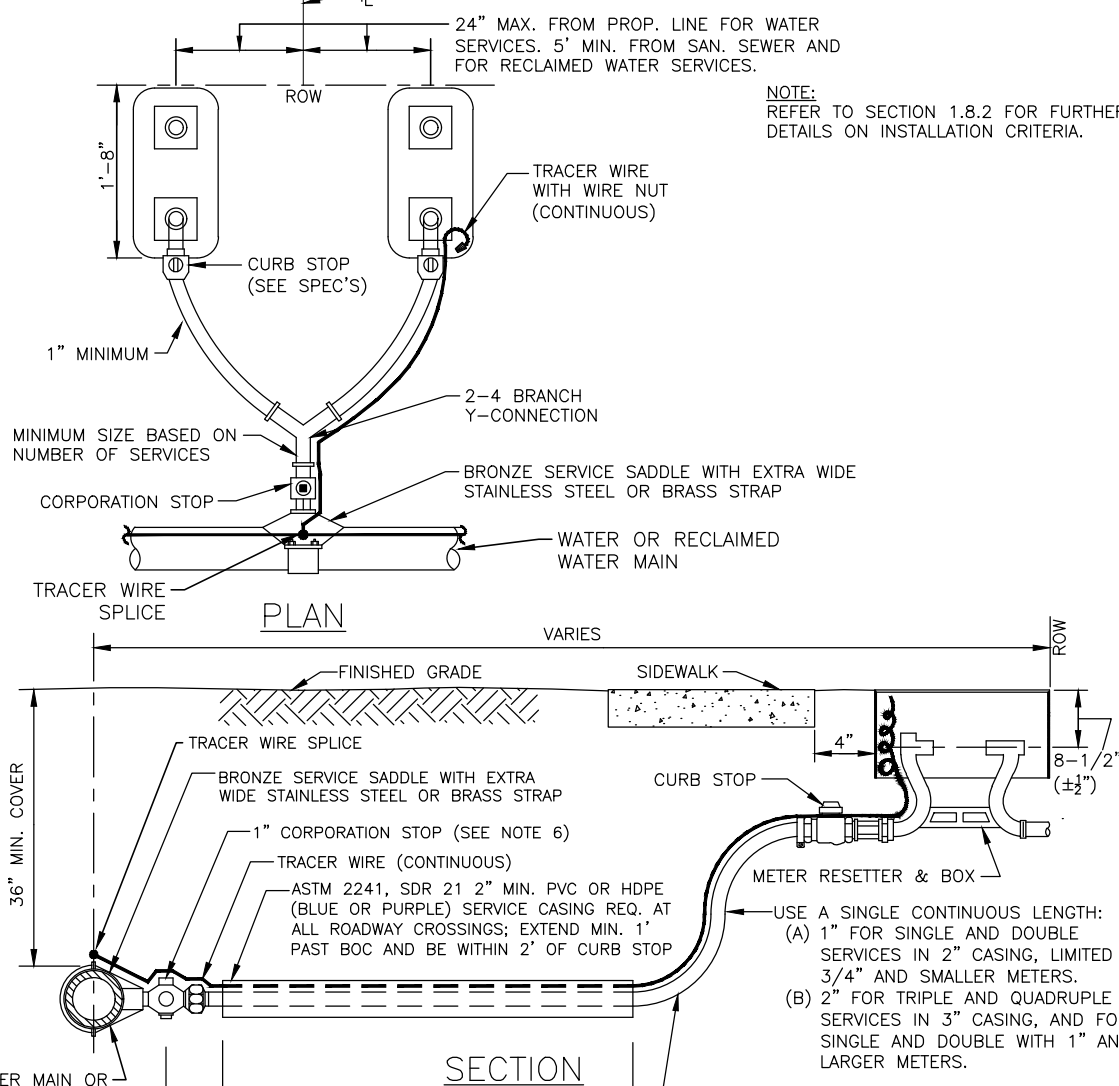 24" MAX. FROM PROP. LINE FOR WATER
SERVICES. 5' MIN. FROM SAN. SEWER AND
FOR RECLAIMED WATER SERVICES.
ROW
NOTE:
REFER TO SECTION 1.8.2 FOR FURTHER
DETAILS ON INSTALLATION CRITERIA.
1'-8"
TRACER WIRE
WITH WIRE NUT
(CONTINUOUS)
CURB STOP
(SEE SPEC'S)
1" MINIMUM
2-4 BRANCH
Y-CONNECTION
MINIMUM SIZE BASED ON
NUMBER OF SERVICES
BRONZE SERVICE SADDLE WITH EXTRA WIDE
STAINLESS STEEL OR BRASS STRAP
CORPORATION STOP
WATER OR RECLAIMED
WATER MAIN
TRACER WIRE
SPLICE
PLAN
VARIES
ROW
FINISHED GRADE
SIDEWALK
36" MIN. COVER
TRACER WIRE SPLICE
4"
8-1/2"
(±½")
BRONZE SERVICE SADDLE WITH EXTRA
WIDE STAINLESS STEEL OR BRASS STRAP
CURB STOP
1" CORPORATION STOP (SEE NOTE 6)
TRACER WIRE (CONTINUOUS)
METER RESETTER & BOX
ASTM 2241, SDR 21 2" MIN. PVC OR HDPE
(BLUE OR PURPLE) SERVICE CASING REQ. AT
ALL ROADWAY CROSSINGS; EXTEND MIN. 1'
PAST BOC AND BE WITHIN 2' OF CURB STOP
USE A SINGLE CONTINUOUS LENGTH:
(A) 1" FOR SINGLE AND DOUBLE
SERVICES IN 2" CASING, LIMITED
3/4" AND SMALLER METERS.
(B) 2" FOR TRIPLE AND QUADRUPLE
SERVICES IN 3" CASING, AND FO
SINGLE AND DOUBLE WITH 1" AN
LARGER METERS.
SECTION
ER MAIN OR